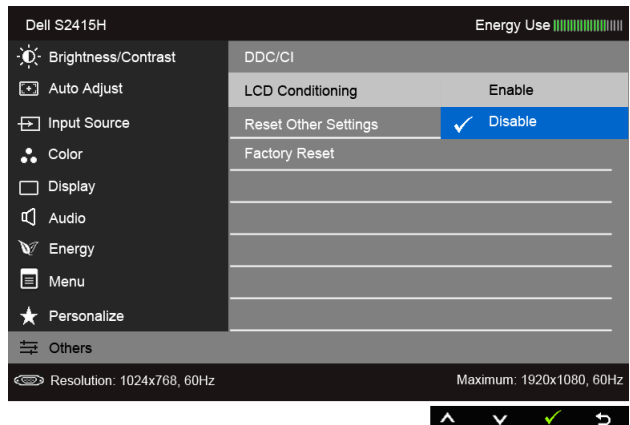 Dell S2415H Energy Use
Brightness/Contrast DDC/CI
Auto Adjust LCD Conditioning Enable
Input Source Reset Other Settings Disable
Color Factory Reset
Display
Audio
Energy
Menu
Personalize
Others
Resolution: 1024x768, 60Hz Maximum: 1920x1080, 60Hz